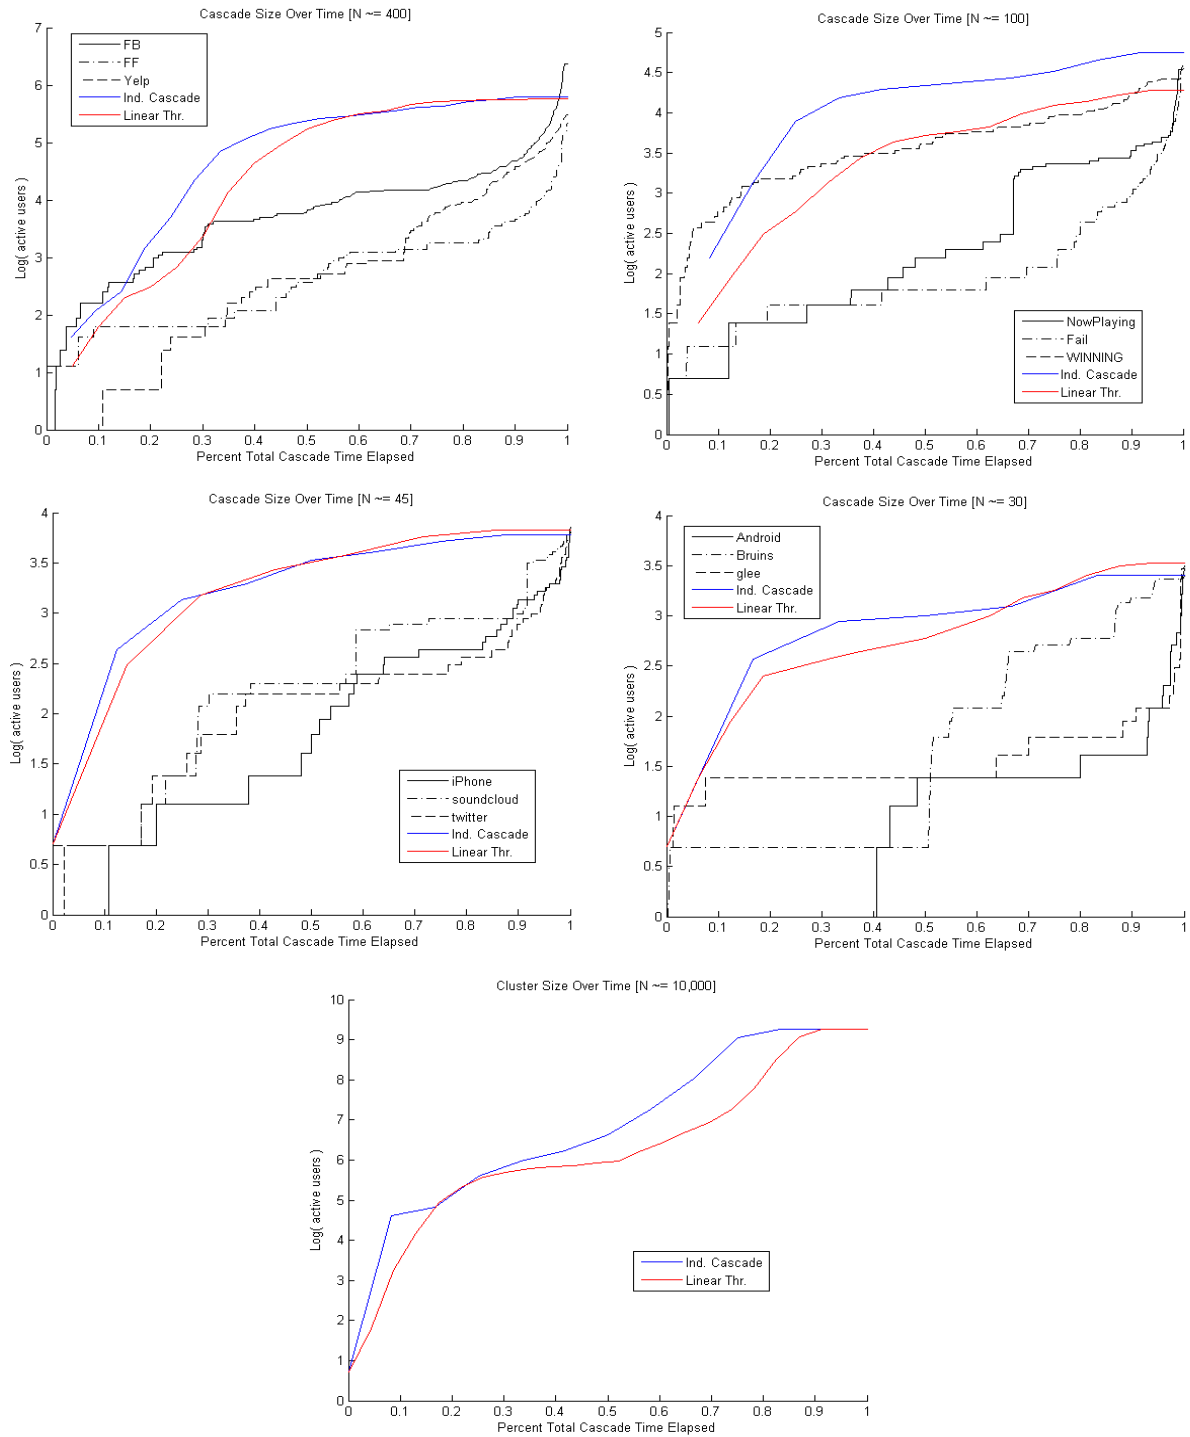 Cascade Size Over Time [N ~= 400]
7
6
5
4
3
2
1
0
Log( active users )
FB
FF
Yelp
Ind. Cascade
Linear Thr.
0 0.1 0.2 0.3 0.4 0.5 0.6 0.7 0.8 0.9 1
Percent Total Cascade Time Elapsed
Cascade Size Over Time [N ~= 100]
5
4.5
4
3.5
3
2.5
2
1.5
1
0.5
0
Log( active users )
NowPlaying
Fail
WINNING
Ind. Cascade
Linear Thr.
0 0.1 0.2 0.3 0.4 0.5 0.6 0.7 0.8 0.9 1
Percent Total Cascade Time Elapsed
Cascade Size Over Time [N ~= 45]
4
3.5
3
2.5
2
1.5
1
0.5
0
Log( active users )
iPhone
soundcloud
twitter
Ind. Cascade
Linear Thr.
0 0.1 0.2 0.3 0.4 0.5 0.6 0.7 0.8 0.9 1
Percent Total Cascade Time Elapsed
Cascade Size Over Time [N ~= 30]
4
3.5
3
2.5
2
1.5
1
0.5
0
Log( active users )
Android
Bruins
glee
Ind. Cascade
Linear Thr.
0 0.1 0.2 0.3 0.4 0.5 0.6 0.7 0.8 0.9 1
Percent Total Cascade Time Elapsed
Cluster Size Over Time [N ~= 10,000]
10
9
8
7
6
5
4
3
2
1
0
Log( active users )
Ind. Cascade
Linear Thr.
0 0.1 0.2 0.3 0.4 0.5 0.6 0.7 0.8 0.9 1
Percent Total Cascade Time Elapsed